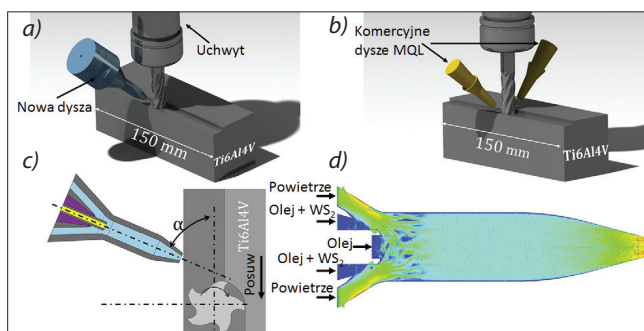 a)
Uchwyt
Nowa dysza
150 mm
Ti6Al4V
b)
Komercyjne
dysze MQL
150 mm
Ti6Al4V
c)
α
Ti6Al4V
Posuw
d)
Powietrze
Olej + WS₂
Olej
Olej + WS₂
Powietrze